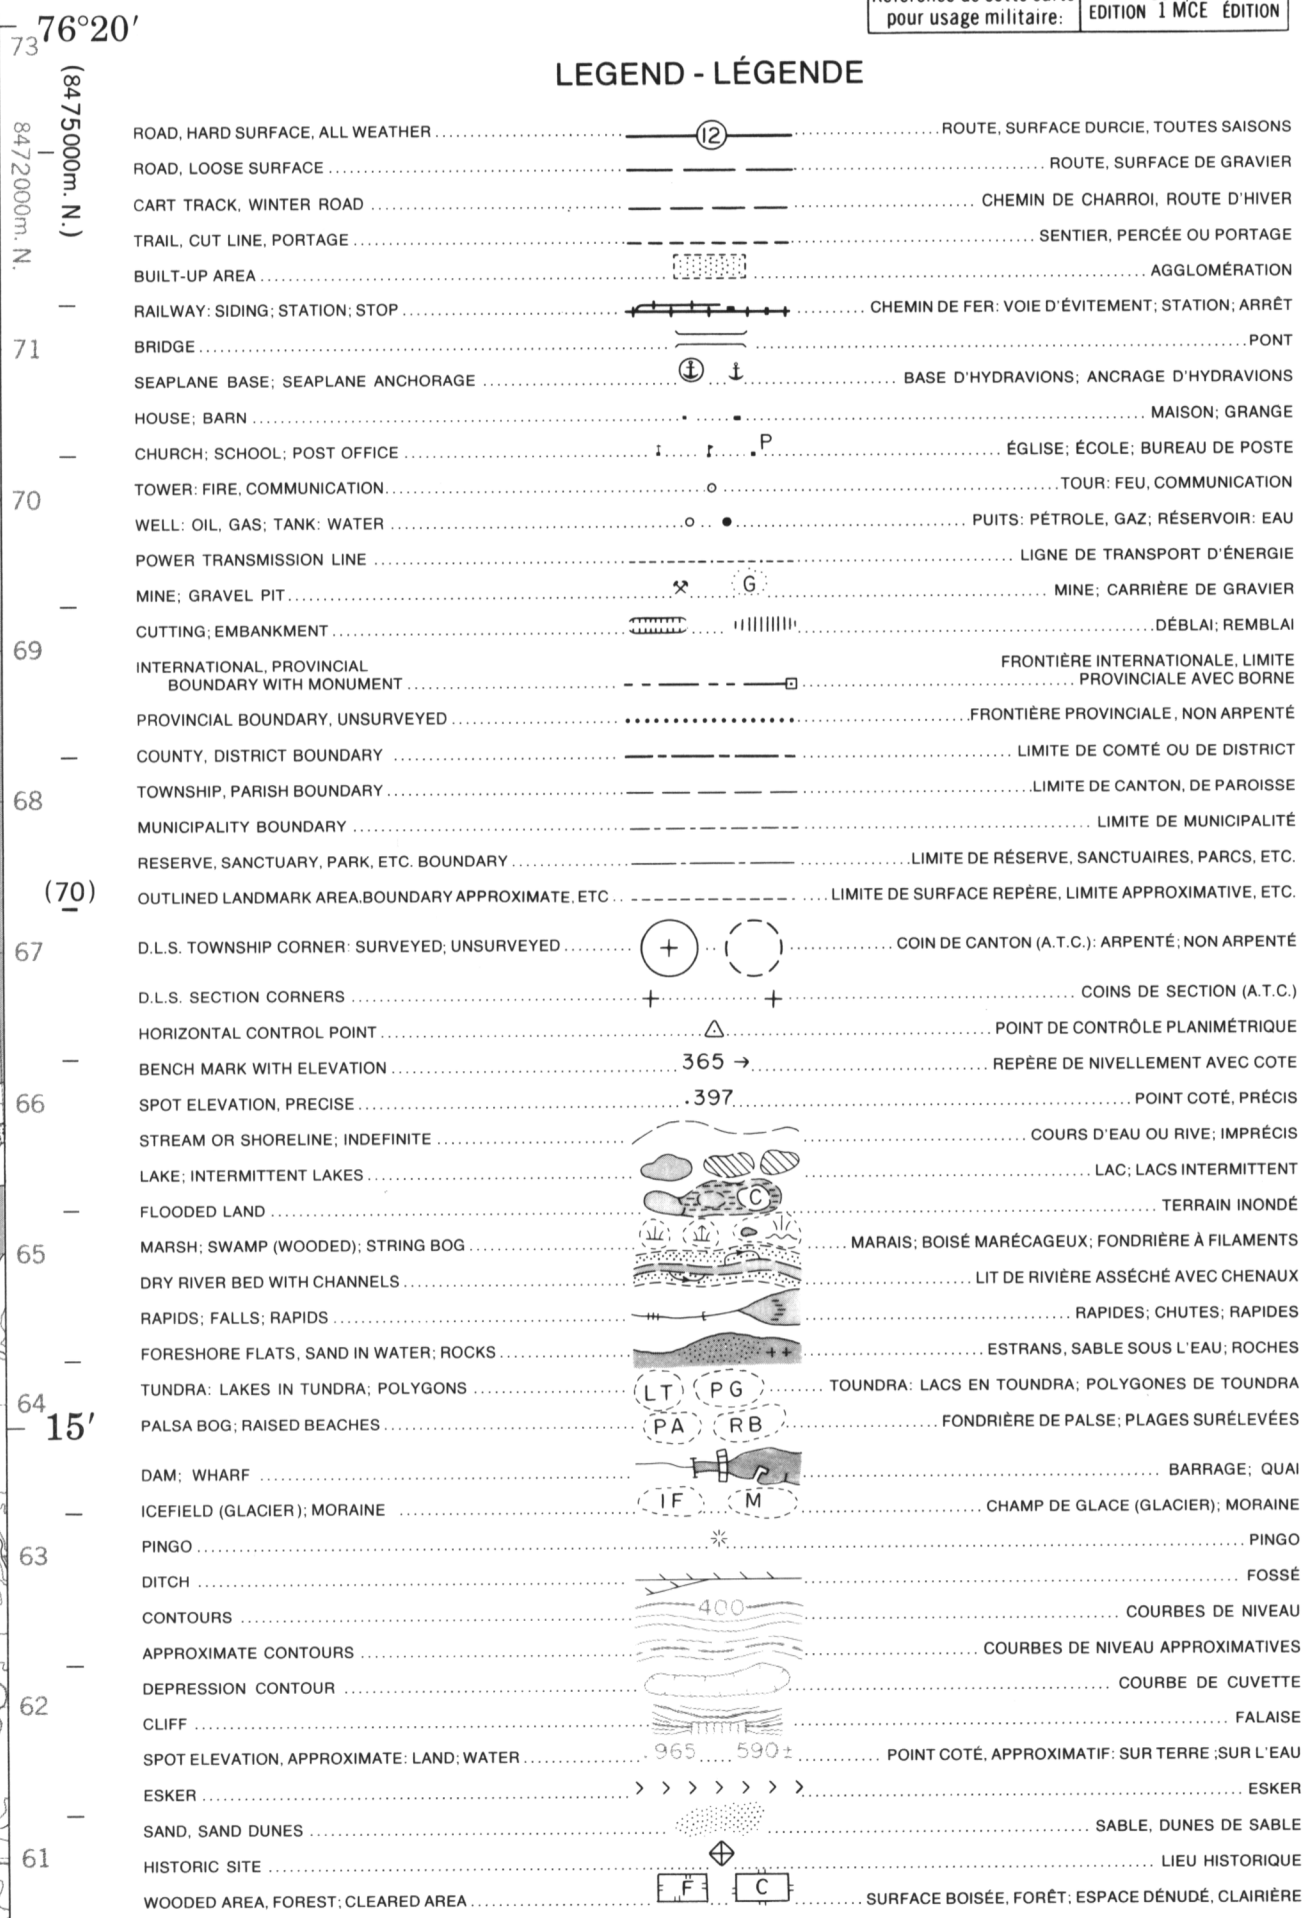 pour usage militaire:
EDITION 1 MCE ÉDITION
76°20′
73
(8475000m. N.)
8472000m. N.
LEGEND - LÉGENDE
ROAD, HARD SURFACE, ALL WEATHER 12 ROUTE, SURFACE DURCIE, TOUTES SAISONS
ROAD, LOOSE SURFACE ROUTE, SURFACE DE GRAVIER
CART TRACK, WINTER ROAD CHEMIN DE CHARROI, ROUTE D'HIVER
TRAIL, CUT LINE, PORTAGE SENTIER, PERCÉE OU PORTAGE
BUILT-UP AREA AGGLOMÉRATION
RAILWAY: SIDING; STATION; STOP CHEMIN DE FER: VOIE D'ÉVITEMENT; STATION; ARRÊT
71
BRIDGE PONT
SEAPLANE BASE; SEAPLANE ANCHORAGE BASE D'HYDRAVIONS; ANCRAGE D'HYDRAVIONS
HOUSE; BARN MAISON; GRANGE
CHURCH; SCHOOL; POST OFFICE P ÉGLISE; ÉCOLE; BUREAU DE POSTE
TOWER: FIRE, COMMUNICATION TOUR: FEU, COMMUNICATION
70
WELL: OIL, GAS; TANK: WATER PUITS: PÉTROLE, GAZ; RÉSERVOIR: EAU
POWER TRANSMISSION LINE LIGNE DE TRANSPORT D'ÉNERGIE
MINE; GRAVEL PIT G MINE; CARRIÈRE DE GRAVIER
CUTTING; EMBANKMENT DÉBLAI; REMBLAI
69
INTERNATIONAL, PROVINCIAL FRONTIÈRE INTERNATIONALE, LIMITE
BOUNDARY WITH MONUMENT PROVINCIALE AVEC BORNE
PROVINCIAL BOUNDARY, UNSURVEYED FRONTIÈRE PROVINCIALE, NON ARPENTÉ
COUNTY, DISTRICT BOUNDARY LIMITE DE COMTÉ OU DE DISTRICT
TOWNSHIP, PARISH BOUNDARY LIMITE DE CANTON, DE PAROISSE
68
MUNICIPALITY BOUNDARY LIMITE DE MUNICIPALITÉ
RESERVE, SANCTUARY, PARK, ETC. BOUNDARY LIMITE DE RÉSERVE, SANCTUAIRES, PARCS, ETC.
(70)
OUTLINED LANDMARK AREA.BOUNDARY APPROXIMATE, ETC LIMITE DE SURFACE REPÈRE, LIMITE APPROXIMATIVE, ETC.
67
D.L.S. TOWNSHIP CORNER: SURVEYED; UNSURVEYED COIN DE CANTON (A.T.C.): ARPENTÉ; NON ARPENTÉ
D.L.S. SECTION CORNERS COINS DE SECTION (A.T.C.)
HORIZONTAL CONTROL POINT POINT DE CONTRÔLE PLANIMÉTRIQUE
BENCH MARK WITH ELEVATION 365 → REPÈRE DE NIVELLEMENT AVEC COTE
66
SPOT ELEVATION, PRECISE .397 POINT COTÉ, PRÉCIS
STREAM OR SHORELINE; INDEFINITE COURS D'EAU OU RIVE; IMPRÉCIS
LAKE; INTERMITTENT LAKES LAC; LACS INTERMITTENT
FLOODED LAND C TERRAIN INONDÉ
65
MARSH; SWAMP (WOODED); STRING BOG MARAIS; BOISÉ MARÉCAGEUX; FONDRIÈRE À FILAMENTS
DRY RIVER BED WITH CHANNELS LIT DE RIVIÈRE ASSÉCHÉ AVEC CHENAUX
RAPIDS; FALLS; RAPIDS RAPIDES; CHUTES; RAPIDES
FORESHORE FLATS, SAND IN WATER; ROCKS ESTRANS, SABLE SOUS L'EAU; ROCHES
64
TUNDRA: LAKES IN TUNDRA; POLYGONS LT PG TOUNDRA: LACS EN TOUNDRA; POLYGONES DE TOUNDRA
15′
PALSA BOG; RAISED BEACHES PA RB FONDRIÈRE DE PALSE; PLAGES SURÉLEVÉES
DAM; WHARF BARRAGE; QUAI
ICEFIELD (GLACIER); MORAINE IF M CHAMP DE GLACE (GLACIER); MORAINE
63
PINGO PINGO
DITCH FOSSÉ
CONTOURS 400 COURBES DE NIVEAU
APPROXIMATE CONTOURS COURBES DE NIVEAU APPROXIMATIVES
DEPRESSION CONTOUR COURBE DE CUVETTE
62
CLIFF FALAISE
SPOT ELEVATION, APPROXIMATE: LAND; WATER .965 590± POINT COTÉ, APPROXIMATIF: SUR TERRE ;SUR L'EAU
ESKER ESKER
SAND, SAND DUNES SABLE, DUNES DE SABLE
61
HISTORIC SITE LIEU HISTORIQUE
WOODED AREA, FOREST; CLEARED AREA F C SURFACE BOISÉE, FORÊT; ESPACE DÉNUDÉ, CLAIRIÈRE